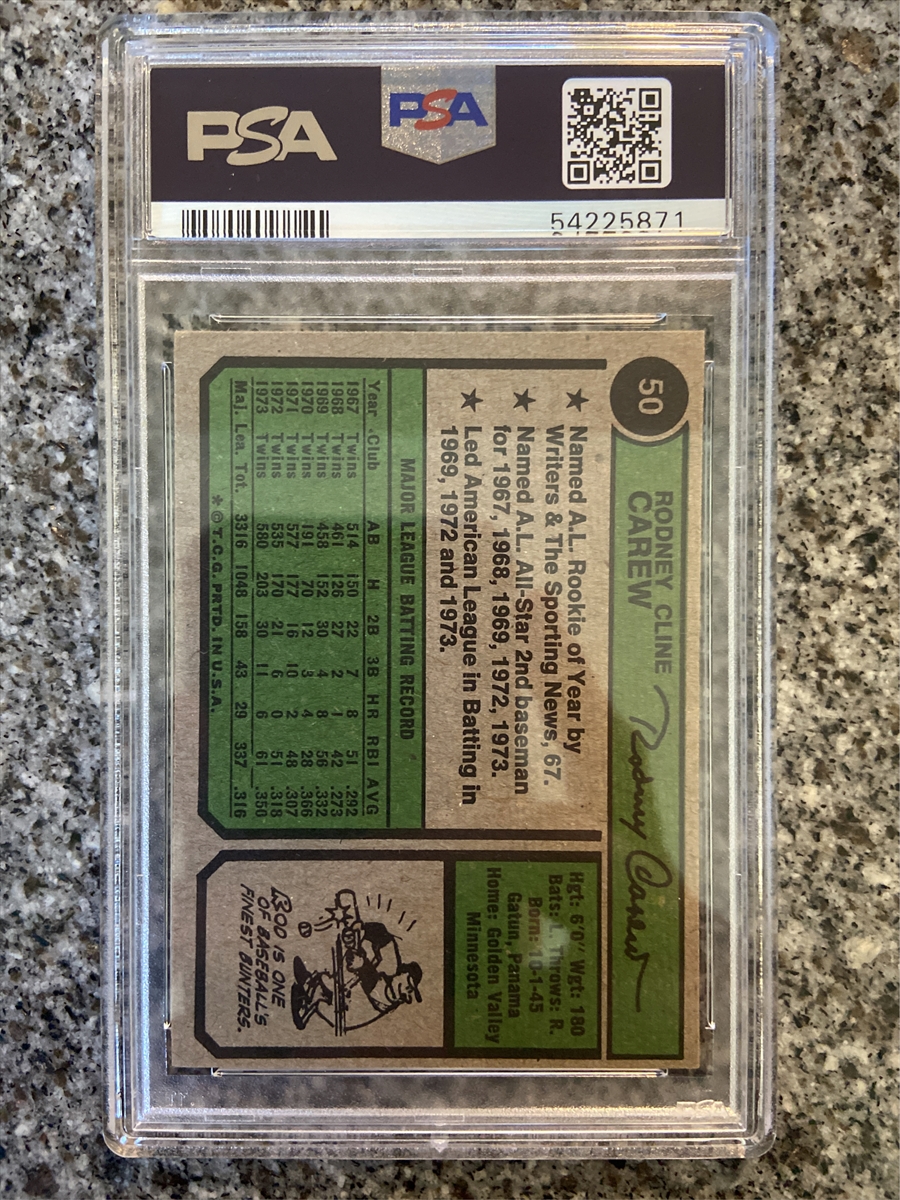 PSA
PSA
54225871
50
RODNEY CLINE
CAREW
Rodney Carew
★ Named A.L. Rookie of Year by
Writers & The Sporting News, 67.
★ Named A.L. All-Star 2nd baseman
for 1967, 1968, 1969, 1972, 1973.
★ Led American League in Batting in
1969, 1972 and 1973.
MAJOR LEAGUE BATTING RECORD
Year Club AB H 2B 3B HR RBI AVG
1967 Twins 514 150 22 7 8 51 .292
1968 Twins 461 126 27 2 1 42 .273
1969 Twins 458 152 30 4 8 56 .332
1970 Twins 191 70 12 3 4 28 .366
1971 Twins 577 177 16 10 2 48 .307
1972 Twins 535 170 21 6 0 51 .318
1973 Twins 580 203 30 11 6 61 .350
Maj. Lea. Tot. 3316 1048 158 43 29 337 .316
* © T.C.G. PRTD. IN U.S.A.
Hgt: 6'0" Wgt: 180
Bats: L. Throws: R.
Born: 10-1-45
Gatun, Panama
Home: Golden Valley
Minnesota
ROD IS ONE
OF BASEBALL'S
FINEST BUNTERS.